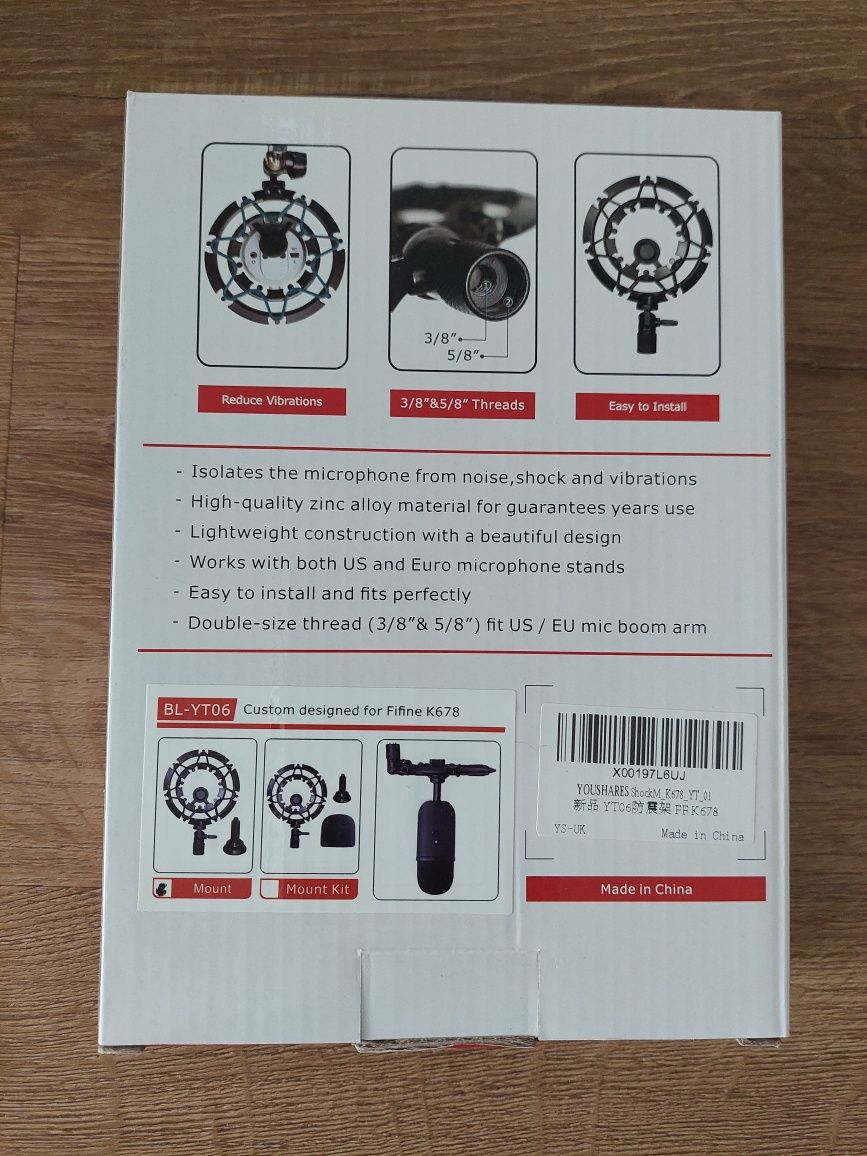 3/8”
5/8”
①
②
Reduce Vibrations
3/8”&5/8” Threads
Easy to Install
- Isolates the microphone from noise,shock and vibrations
- High-quality zinc alloy material for guarantees years use
- Lightweight construction with a beautiful design
- Works with both US and Euro microphone stands
- Easy to install and fits perfectly
- Double-size thread (3/8”& 5/8”) fit US / EU mic boom arm
BL-YT06 Custom designed for Fifine K678
Mount
Mount Kit
X00197L6UJ
YOUSHARES ShockM_K678_YT_01
新品 YT06防震架 FF K678
YS-UK Made in China
Made in China